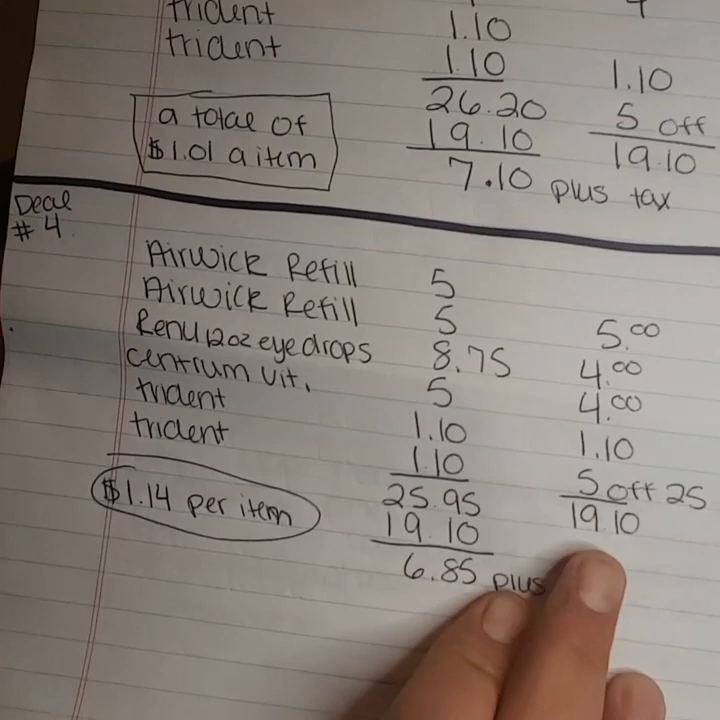 trident
trident 1.10
1.10 1.10
26.20 5 off
19.10 19.10
7.10 plus tax
a totae of
$1.01 a item
Deae
# 4
Airwick Refill 5
Airwick Refill 5 5.00
Renu 12oz eye drops 8.75 4.00
centrum vit. 5 4.00
trident 1.10 1.10
trident 1.10 5 off 25
25.95 19.10
19.10
6.85 plus
$1.14 per item